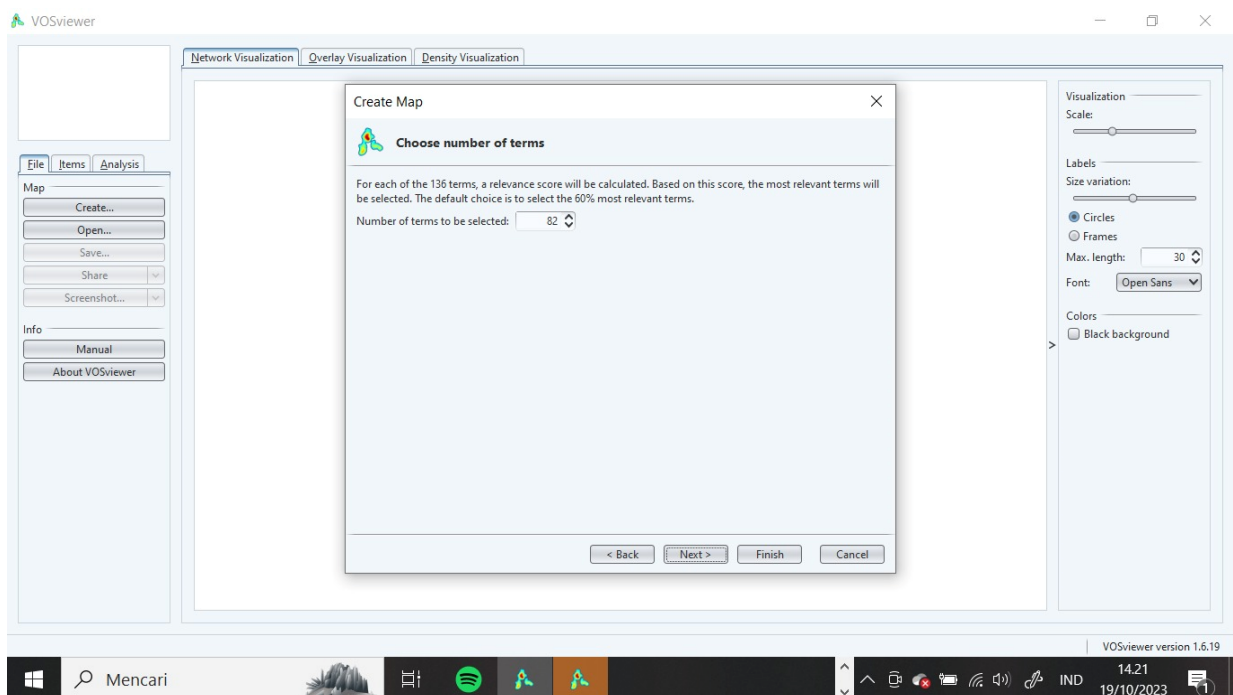 VOSviewer
Network Visualization Overlay Visualization Density Visualization
File Items Analysis
Map
Create...
Open...
Save...
Share
Screenshot...
Info
Manual
About VOSviewer
Create Map
Choose number of terms
For each of the 136 terms, a relevance score will be calculated. Based on this score, the most relevant terms will
be selected. The default choice is to select the 60% most relevant terms.
Number of terms to be selected: 82
< Back Next > Finish Cancel
Visualization
Scale:
Labels
Size variation:
Circles
Frames
Max. length: 30
Font: Open Sans
Colors
Black background
>
VOSviewer version 1.6.19
Mencari
IND
14.21
19/10/2023
1